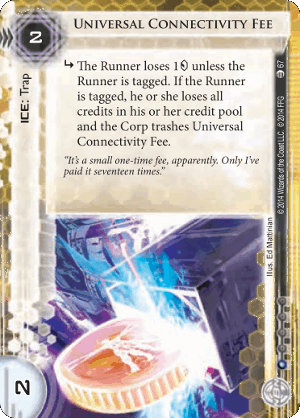 2
UNIVERSAL CONNECTIVITY FEE
ICE: Trap
↳ The Runner loses 1 unless the
Runner is tagged. If the Runner
is tagged, he or she loses all
credits in his or her credit pool
and the Corp trashes Universal
Connectivity Fee.
“It’s a small one-time fee, apparently. Only I’ve
paid it seventeen times.”
67
© 2014 Wizards of the Coast LLC. © 2014 FFG
Illus. Ed Mattinian
2